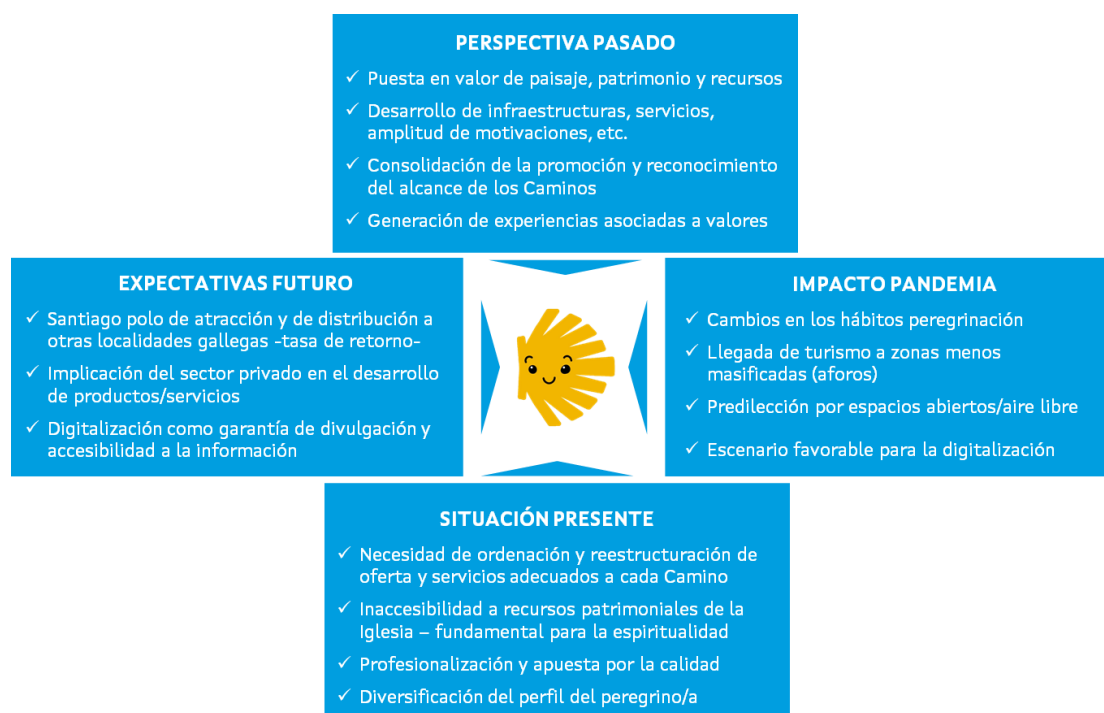 PERSPECTIVA PASADO
✓ Puesta en valor de paisaje, patrimonio y recursos
✓ Desarrollo de infraestructuras, servicios,
amplitud de motivaciones, etc.
✓ Consolidación de la promoción y reconocimiento
del alcance de los Caminos
✓ Generación de experiencias asociadas a valores
EXPECTATIVAS FUTURO
✓ Santiago polo de atracción y de distribución a
otras localidades gallegas -tasa de retorno-
✓ Implicación del sector privado en el desarrollo
de productos/servicios
✓ Digitalización como garantía de divulgación y
accesibilidad a la información
IMPACTO PANDEMIA
✓ Cambios en los hábitos peregrinación
✓ Llegada de turismo a zonas menos
masificadas (aforos)
✓ Predilección por espacios abiertos/aire libre
✓ Escenario favorable para la digitalización
SITUACIÓN PRESENTE
✓ Necesidad de ordenación y reestructuración de
oferta y servicios adecuados a cada Camino
✓ Inaccesibilidad a recursos patrimoniales de la
Iglesia – fundamental para la espiritualidad
✓ Profesionalización y apuesta por la calidad
✓ Diversificación del perfil del peregrino/a